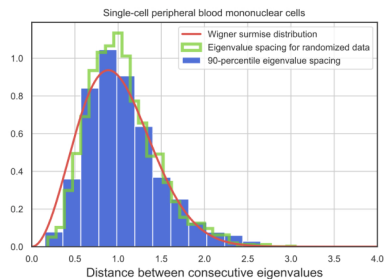 Single-cell peripheral blood mononuclear cells
Wigner surmise distribution
Eigenvalue spacing for randomized data
90-percentile eigenvalue spacing
1.0
0.8
0.6
0.4
0.2
0.0
0.0 0.5 1.0 1.5 2.0 2.5 3.0 3.5 4.0
Distance between consecutive eigenvalues